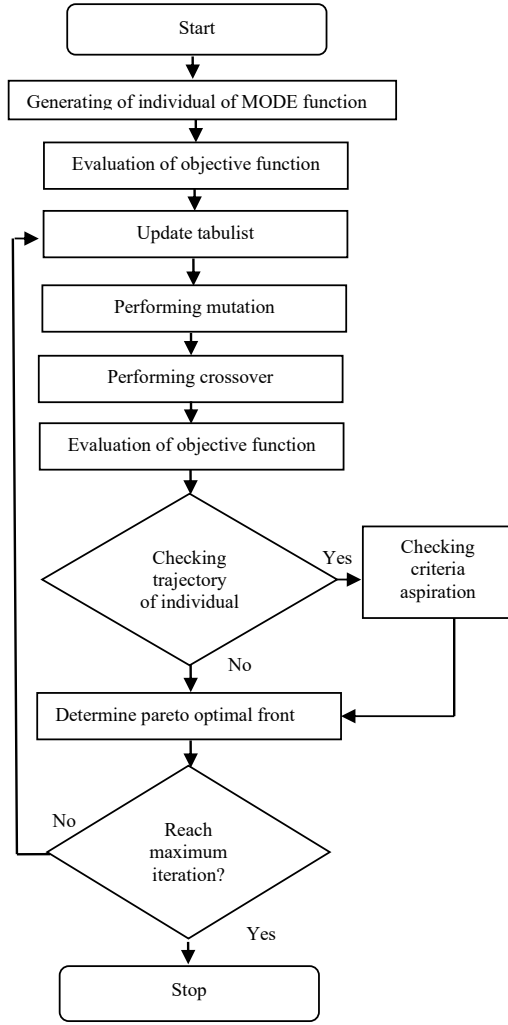 Start
Generating of individual of MODE function
Evaluation of objective function
Update tabulist
Performing mutation
Performing crossover
Evaluation of objective function
Checking
trajectory
of individual
Yes
Checking
criteria
aspiration
No
Determine pareto optimal front
No
Reach
maximum
iteration?
Yes
Stop